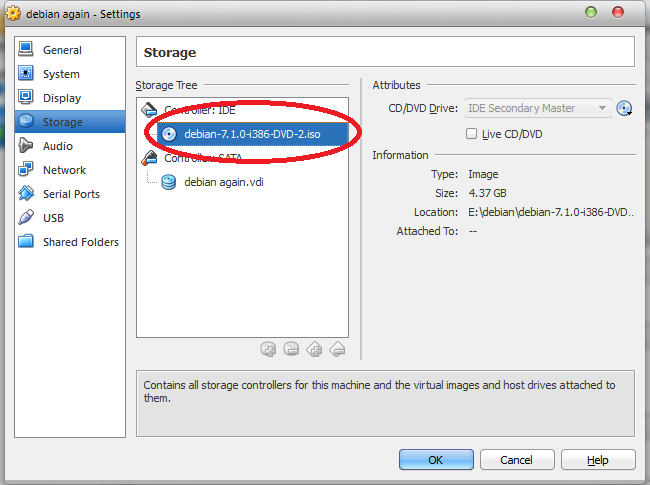 debian again - Settings
General
System
Display
Storage
Audio
Network
Serial Ports
USB
Shared Folders
Storage
Storage Tree
Controller: IDE
debian-7.1.0-i386-DVD-2.iso
Controller: SATA
debian again.vdi
Attributes
CD/DVD Drive: IDE Secondary Master
Live CD/DVD
Information
Type: Image
Size: 4.37 GB
Location: E:\debian\debian-7.1.0-i386-DVD..
Attached To: --
Contains all storage controllers for this machine and the virtual images and host drives attached to
them.
OK Cancel Help